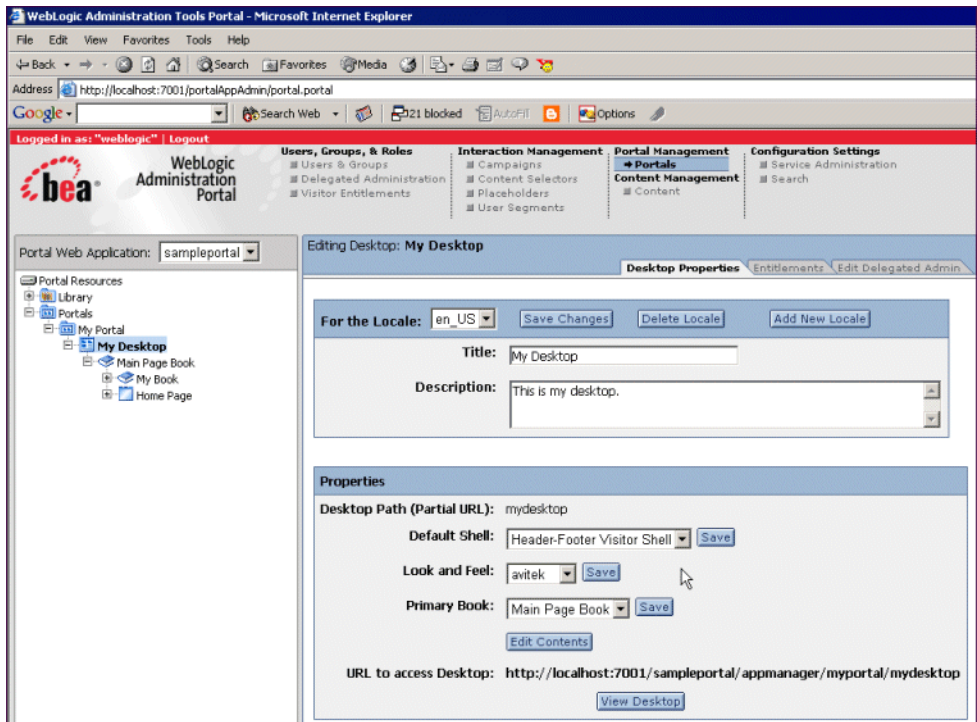 WebLogic Administration Tools Portal - Microsoft Internet Explorer
File Edit View Favorites Tools Help
Back Search Favorites Media
Address http://localhost:7001/portalAppAdmin/portal.portal
Google Search Web 321 blocked AutoFill Options
Logged in as: "weblogic" | Logout
bea
WebLogic
Administration
Portal
Users, Groups, & Roles
Users & Groups
Delegated Administration
Visitor Entitlements
Interaction Management
Campaigns
Content Selectors
Placeholders
User Segments
Portal Management
Portals
Content Management
Content
Configuration Settings
Service Administration
Search
Portal Web Application: sampleportal
Portal Resources
Library
Portals
My Portal
My Desktop
Main Page Book
My Book
Home Page
Editing Desktop: My Desktop
Desktop Properties Entitlements Edit Delegated Admin
For the Locale: en_US Save Changes Delete Locale Add New Locale
Title: My Desktop
Description: This is my desktop.
Properties
Desktop Path (Partial URL): mydesktop
Default Shell: Header-Footer Visitor Shell Save
Look and Feel: avitek Save
Primary Book: Main Page Book Save
Edit Contents
URL to access Desktop: http://localhost:7001/sampleportal/appmanager/myportal/mydesktop
View Desktop